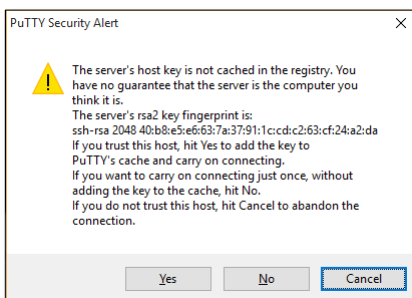 PuTTY Security Alert
The server's host key is not cached in the registry. You
have no guarantee that the server is the computer you
think it is.
The server's rsa2 key fingerprint is:
ssh-rsa 2048 40:b8:e5:e6:63:7a:37:91:1c:cd:c2:63:cf:24:a2:da
If you trust this host, hit Yes to add the key to
PuTTY's cache and carry on connecting.
If you want to carry on connecting just once, without
adding the key to the cache, hit No.
If you do not trust this host, hit Cancel to abandon the
connection.
Yes No Cancel